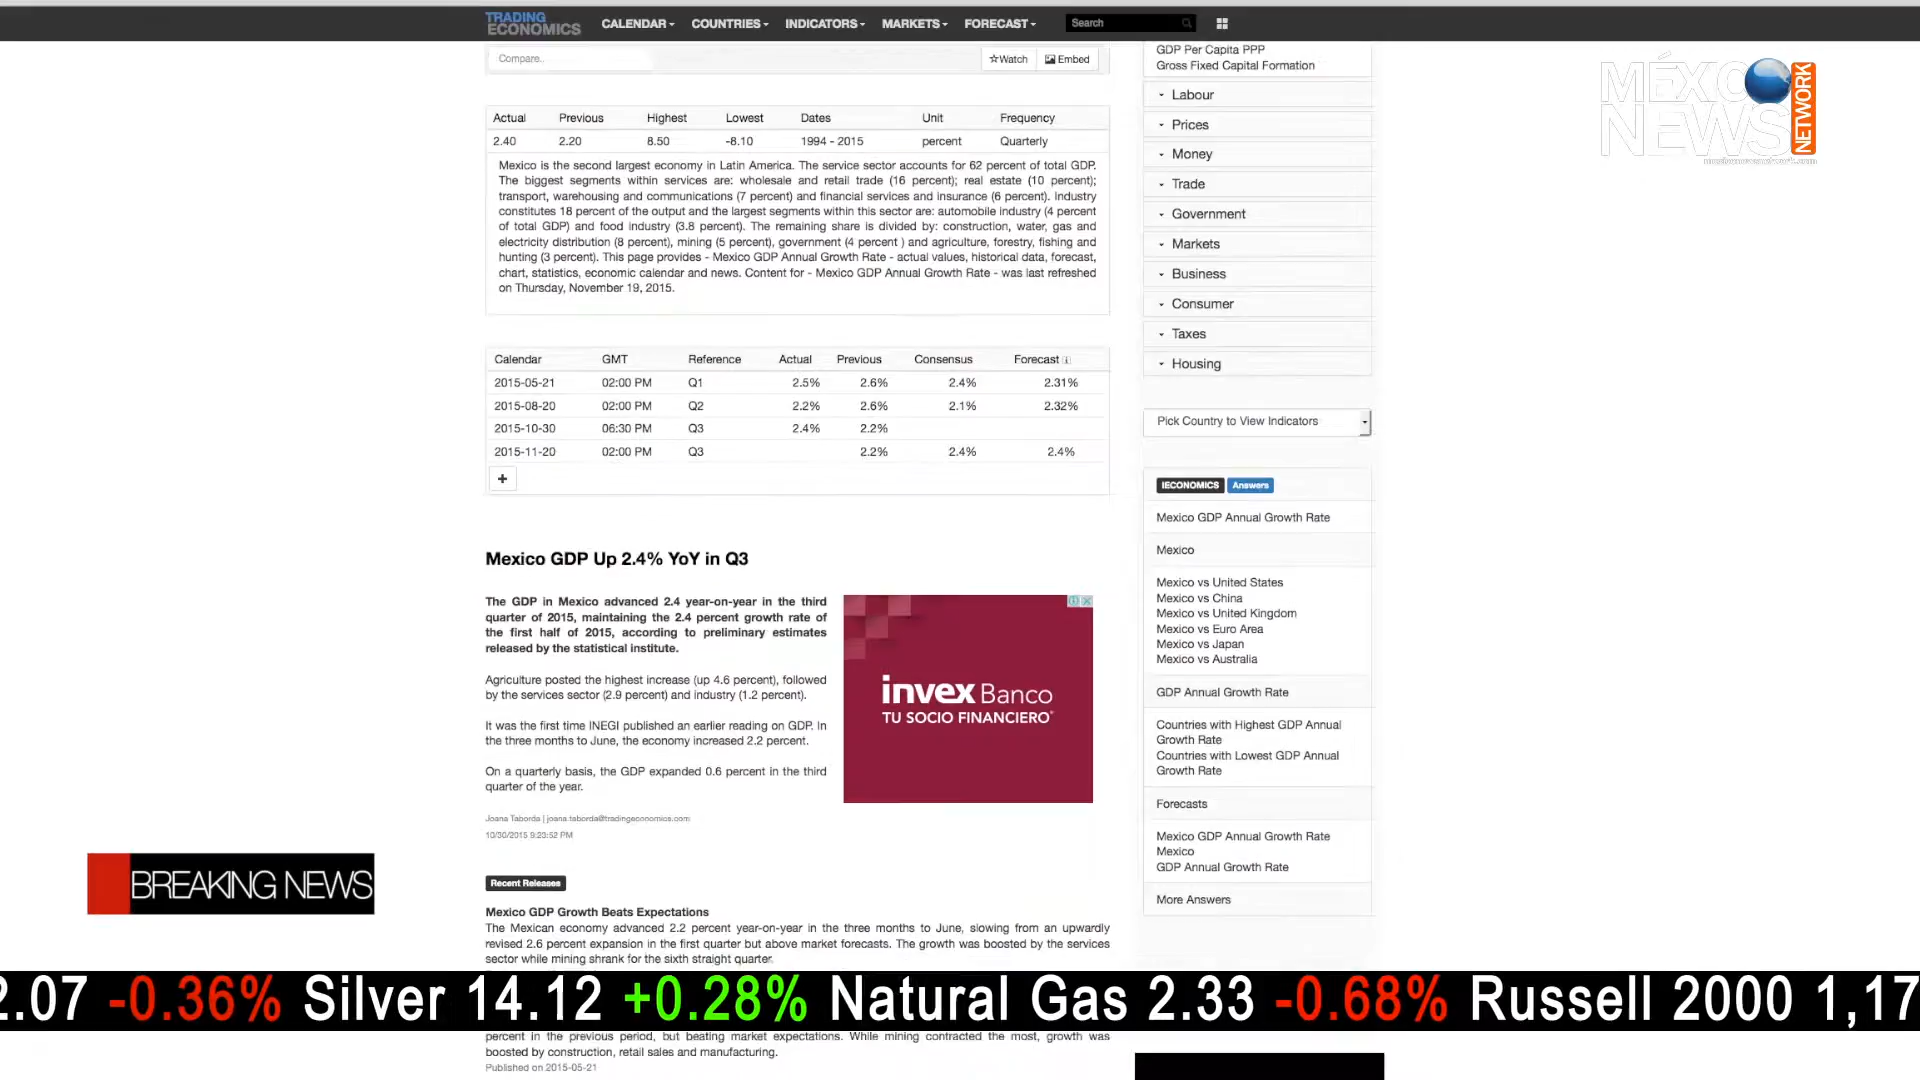 TRADING
ECONOMICS
CALENDAR
COUNTRIES
INDICATORS
MARKETS
FORECAST
Search
Compare..
Watch
Embed
Actual Previous Highest Lowest Dates Unit Frequency
2.40 2.20 8.50 -8.10 1994 - 2015 percent Quarterly
Mexico is the second largest economy in Latin America. The service sector accounts for 62 percent of total GDP.
The biggest segments within services are: wholesale and retail trade (16 percent); real estate (10 percent);
transport, warehousing and communications (7 percent) and financial services and insurance (6 percent). Industry
constitutes 18 percent of the output and the largest segments within this sector are: automobile industry (4 percent
of total GDP) and food industry (3.8 percent). The remaining share is divided by: construction, water, gas and
electricity distribution (8 percent), mining (5 percent), government (4 percent ) and agriculture, forestry, fishing and
hunting (3 percent). This page provides - Mexico GDP Annual Growth Rate - actual values, historical data, forecast,
chart, statistics, economic calendar and news. Content for - Mexico GDP Annual Growth Rate - was last refreshed
on Thursday, November 19, 2015.
Calendar GMT Reference Actual Previous Consensus Forecast
2015-05-21 02:00 PM Q1 2.5% 2.6% 2.4% 2.31%
2015-08-20 02:00 PM Q2 2.2% 2.6% 2.1% 2.32%
2015-10-30 06:30 PM Q3 2.4% 2.2%
2015-11-20 02:00 PM Q3 2.2% 2.4% 2.4%
+
Mexico GDP Up 2.4% YoY in Q3
The GDP in Mexico advanced 2.4 year-on-year in the third
quarter of 2015, maintaining the 2.4 percent growth rate of
the first half of 2015, according to preliminary estimates
released by the statistical institute.
Agriculture posted the highest increase (up 4.6 percent), followed
by the services sector (2.9 percent) and industry (1.2 percent).
It was the first time INEGI published an earlier reading on GDP. In
the three months to June, the economy increased 2.2 percent.
On a quarterly basis, the GDP expanded 0.6 percent in the third
quarter of the year.
Joana Taborda | joana.taborda@tradingeconomics.com
10/30/2015 9:23:52 PM
invex Banco
TU SOCIO FINANCIERO
Recent Releases
Mexico GDP Growth Beats Expectations
The Mexican economy advanced 2.2 percent year-on-year in the three months to June, slowing from an upwardly
revised 2.6 percent expansion in the first quarter but above market forecasts. The growth was boosted by the services
sector while mining shrank for the sixth straight quarter.
percent in the previous period, but beating market expectations. While mining contracted the most, growth was
boosted by construction, retail sales and manufacturing.
Published on 2015-05-21
GDP Per Capita PPP
Gross Fixed Capital Formation
Labour
Prices
Money
Trade
Government
Markets
Business
Consumer
Taxes
Housing
Pick Country to View Indicators
IECONOMICS Answers
Mexico GDP Annual Growth Rate
Mexico
Mexico vs United States
Mexico vs China
Mexico vs United Kingdom
Mexico vs Euro Area
Mexico vs Japan
Mexico vs Australia
GDP Annual Growth Rate
Countries with Highest GDP Annual
Growth Rate
Countries with Lowest GDP Annual
Growth Rate
Forecasts
Mexico GDP Annual Growth Rate
Mexico
GDP Annual Growth Rate
More Answers
MÉXICO
NEWS
NETWORK
mexiconewsnetwork.com
BREAKING NEWS
2.07 -0.36% Silver 14.12 +0.28% Natural Gas 2.33 -0.68% Russell 2000 1,17